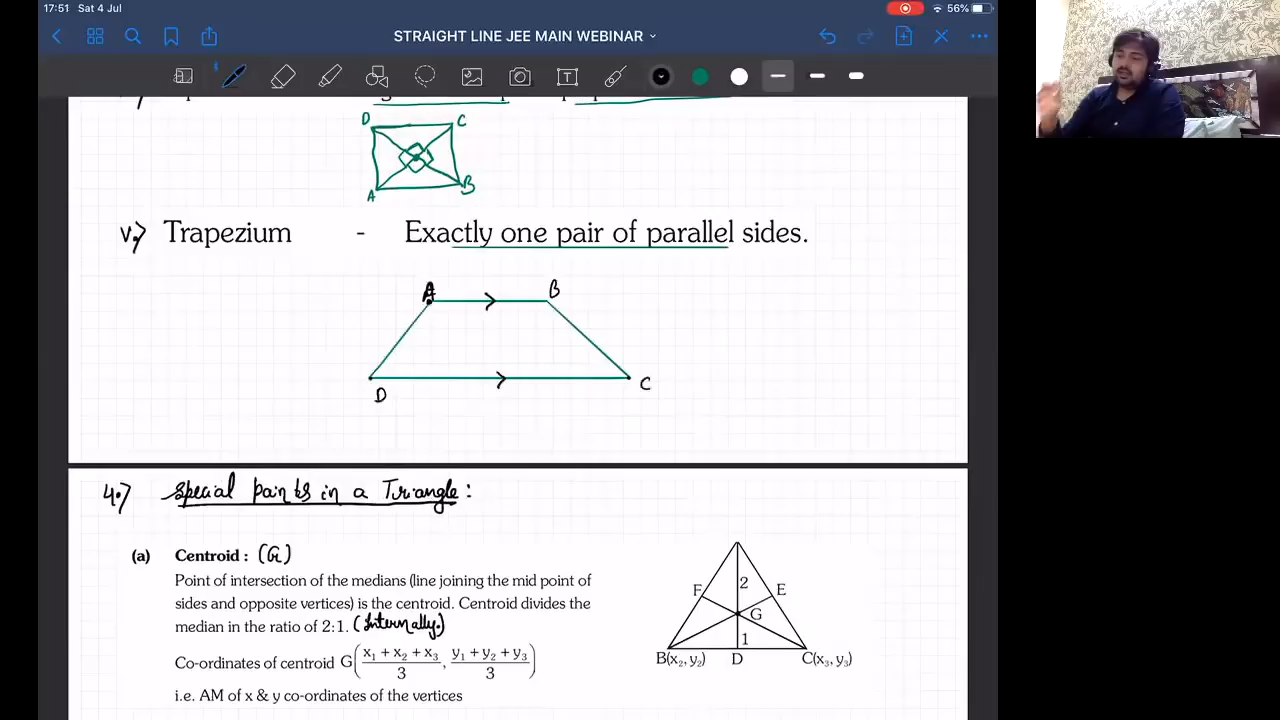 17:51 Sat 4 Jul
56%
STRAIGHT LINE JEE MAIN WEBINAR
D C
A B
v.) Trapezium - Exactly one pair of parallel sides.
A B
D C
4.) Special Points in a Triangle :
(a) Centroid : (G)
Point of intersection of the medians (line joining the mid point of
sides and opposite vertices) is the centroid. Centroid divides the
median in the ratio of 2:1. (Internally.)
Co-ordinates of centroid G( x₁ + x₂ + x₃ / 3 , y₁ + y₂ + y₃ / 3 )
i.e. AM of x & y co-ordinates of the vertices
F 2 E
G
1
B(x₂, y₂) D C(x₃, y₃)